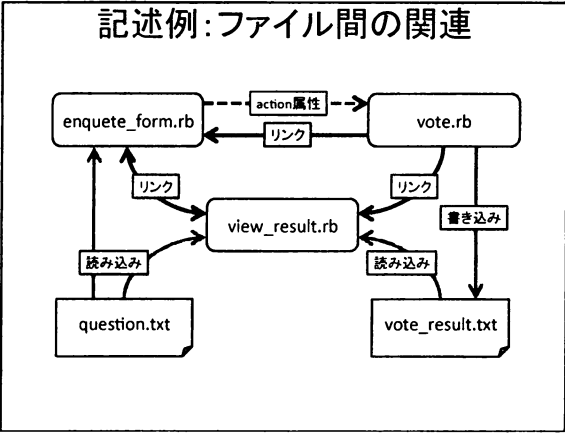 記述例：ファイル間の関連
action属性
enquete_form.rb
vote.rb
リンク
リンク
リンク
view_result.rb
書き込み
読み込み
読み込み
question.txt
vote_result.txt